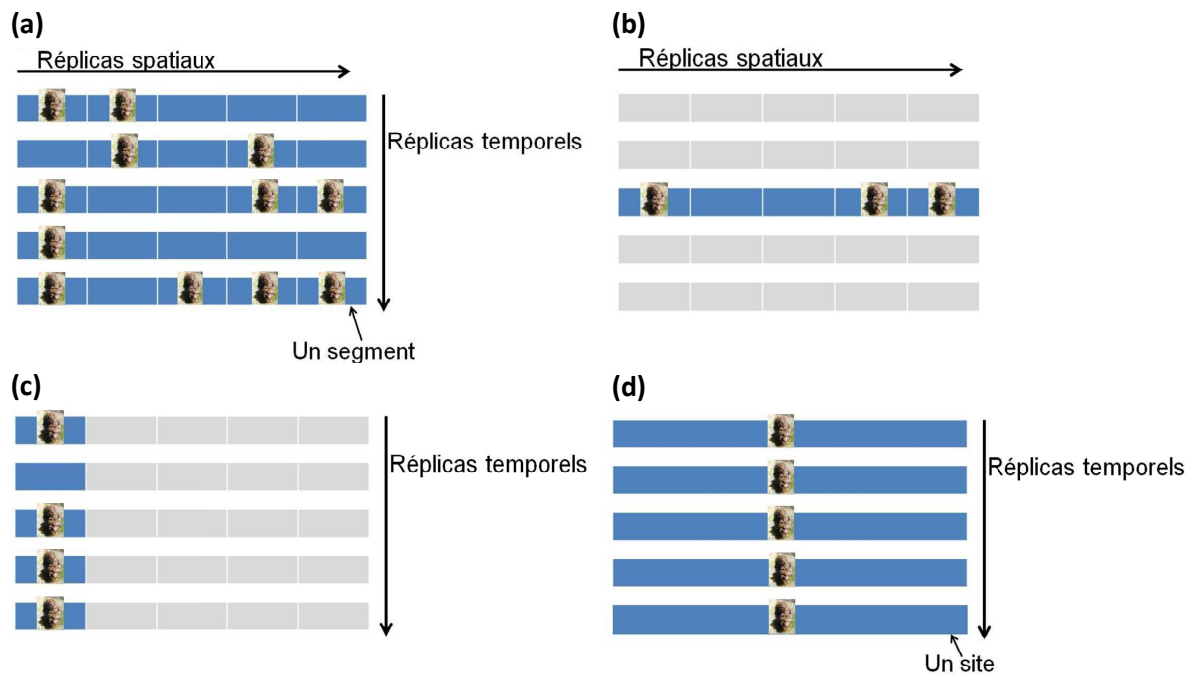 (a)
Réplicas spatiaux
Réplicas temporels
Un segment
(b)
Réplicas spatiaux
(c)
Réplicas temporels
(d)
Réplicas temporels
Un site